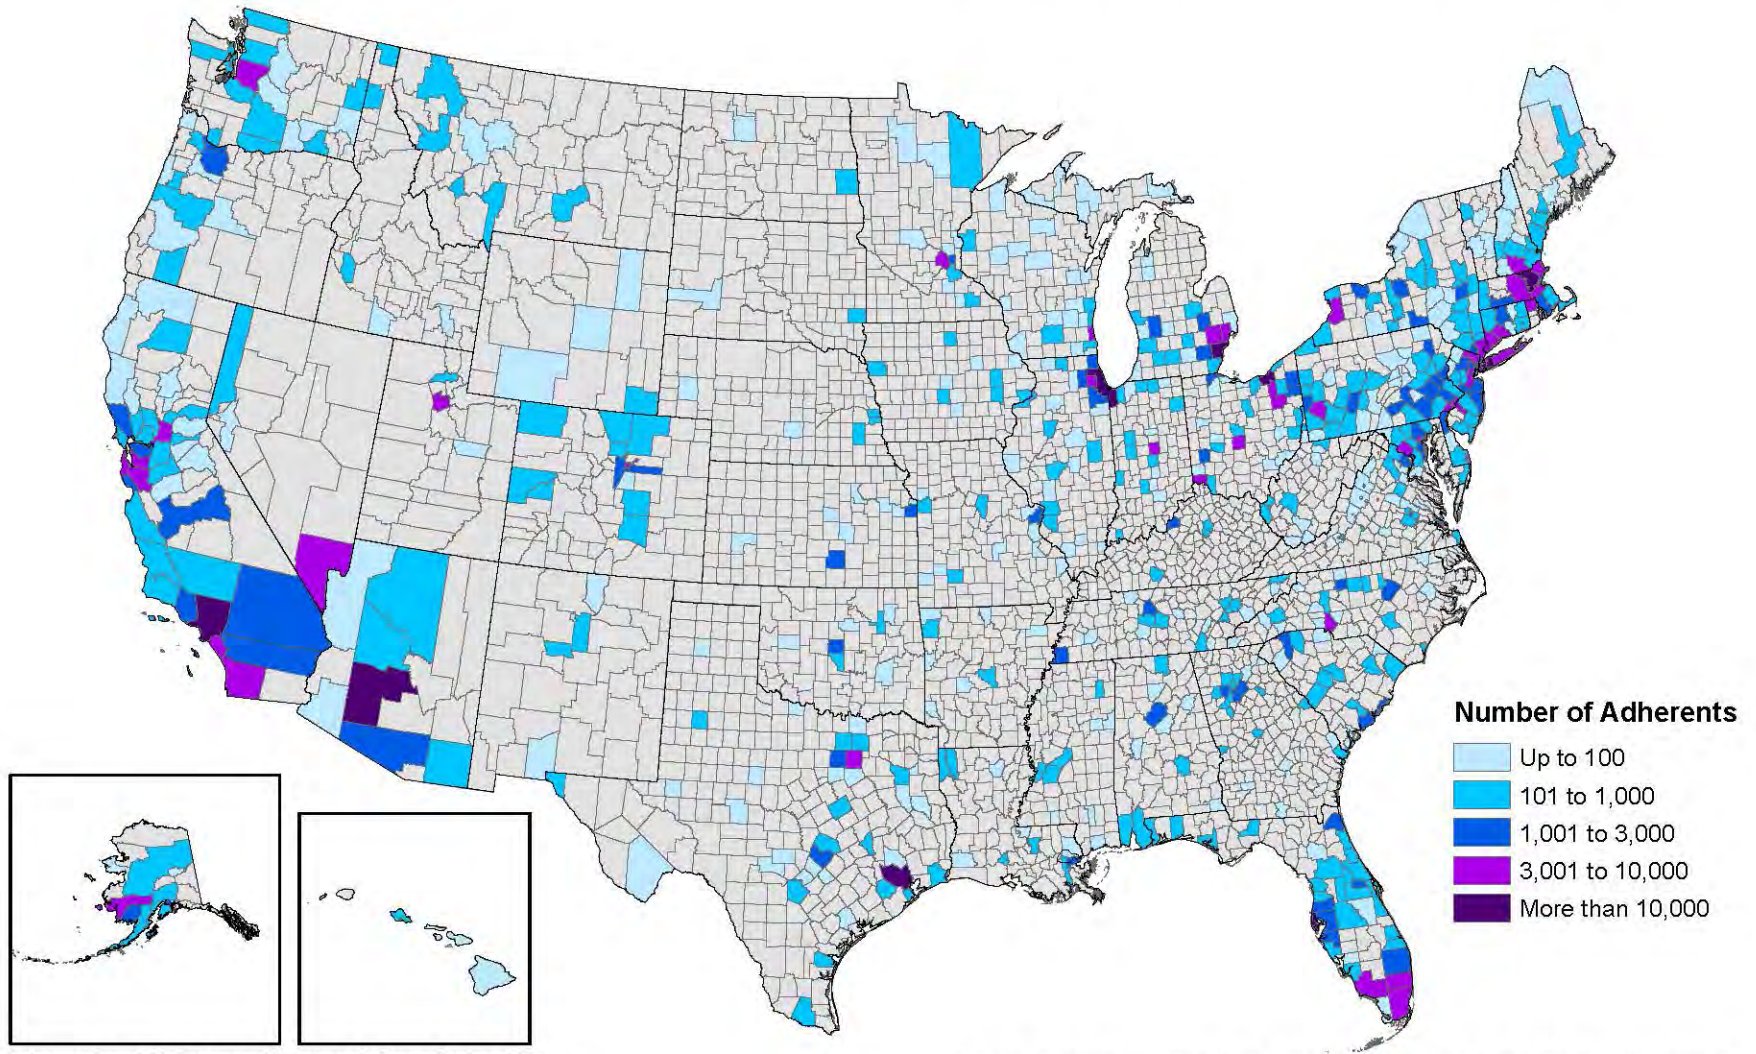 Number of Adherents
Up to 100
101 to 1,000
1,001 to 3,000
3,001 to 10,000
More than 10,000